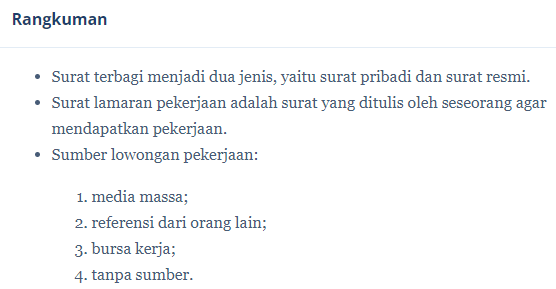 Rangkuman
• Surat terbagi menjadi dua jenis, yaitu surat pribadi dan surat resmi.
• Surat lamaran pekerjaan adalah surat yang ditulis oleh seseorang agar
mendapatkan pekerjaan.
• Sumber lowongan pekerjaan:
1. media massa;
2. referensi dari orang lain;
3. bursa kerja;
4. tanpa sumber.